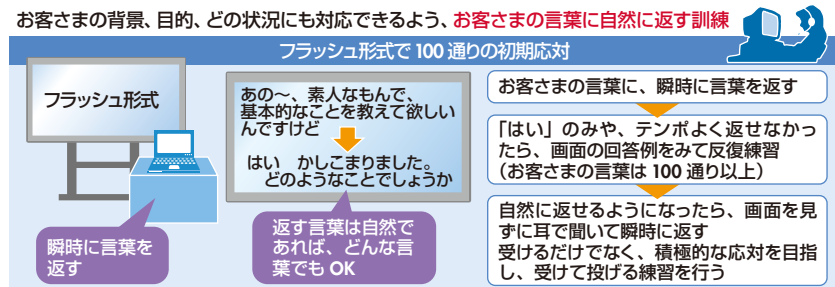 お客さまの背景、目的、どの状況にも対応できるよう、お客さまの言葉に自然に返す訓練
フラッシュ形式で 100 通りの初期応対
フラッシュ形式
瞬時に言葉を
返す
あの〜、素人なもんで、
基本的なことを教えて欲しい
んですけど
はい　かしこまりました。
どのようなことでしょうか
返す言葉は自然で
あれば、どんな言
葉でも OK
お客さまの言葉に、瞬時に言葉を返す
「はい」のみや、テンポよく返せなかっ
たら、画面の回答例をみて反復練習
（お客さまの言葉は 100 通り以上）
自然に返せるようになったら、画面を見
ずに耳で聞いて瞬時に返す
受けるだけでなく、積極的な応対を目指
し、受けて投げる練習を行う